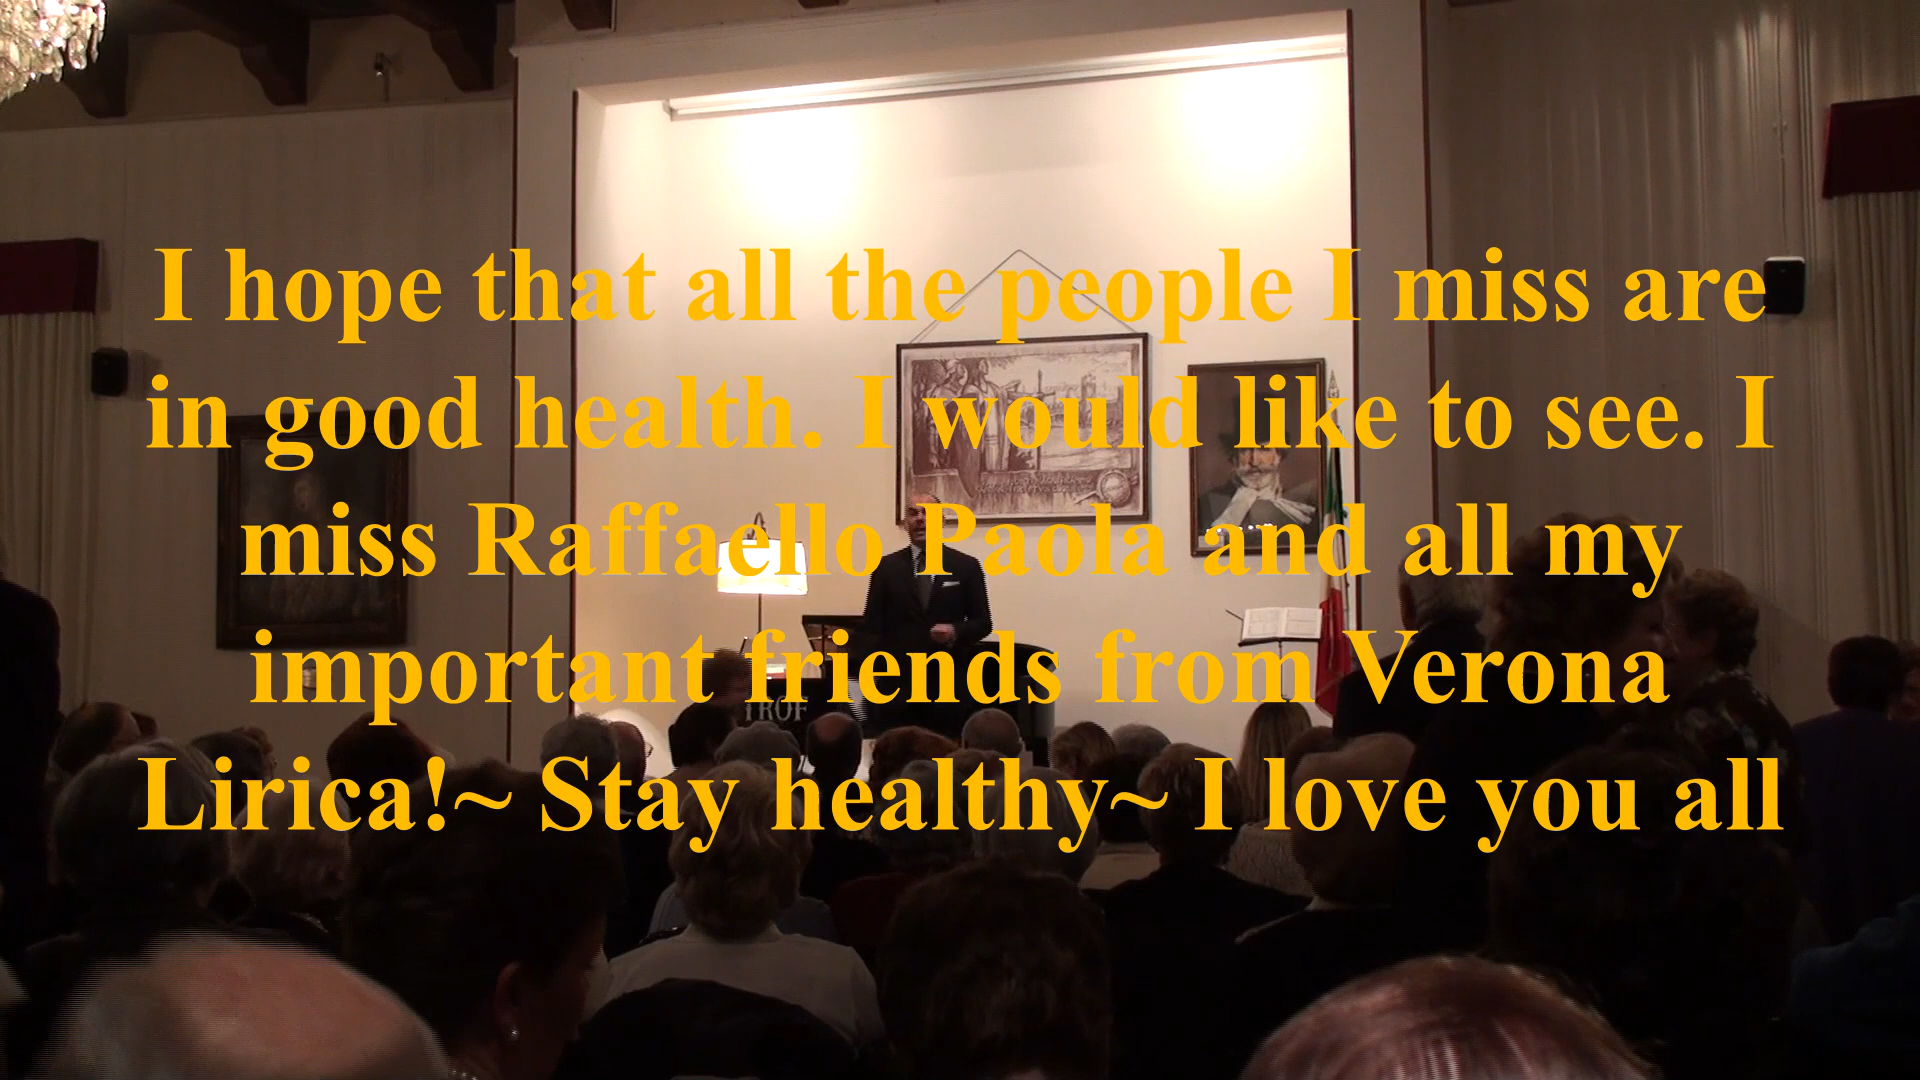 I hope that all the people I miss are
in good health. I would like to see. I
miss Raffaello Paola and all my
important friends from Verona
Lirica!~ Stay healthy~ I love you all